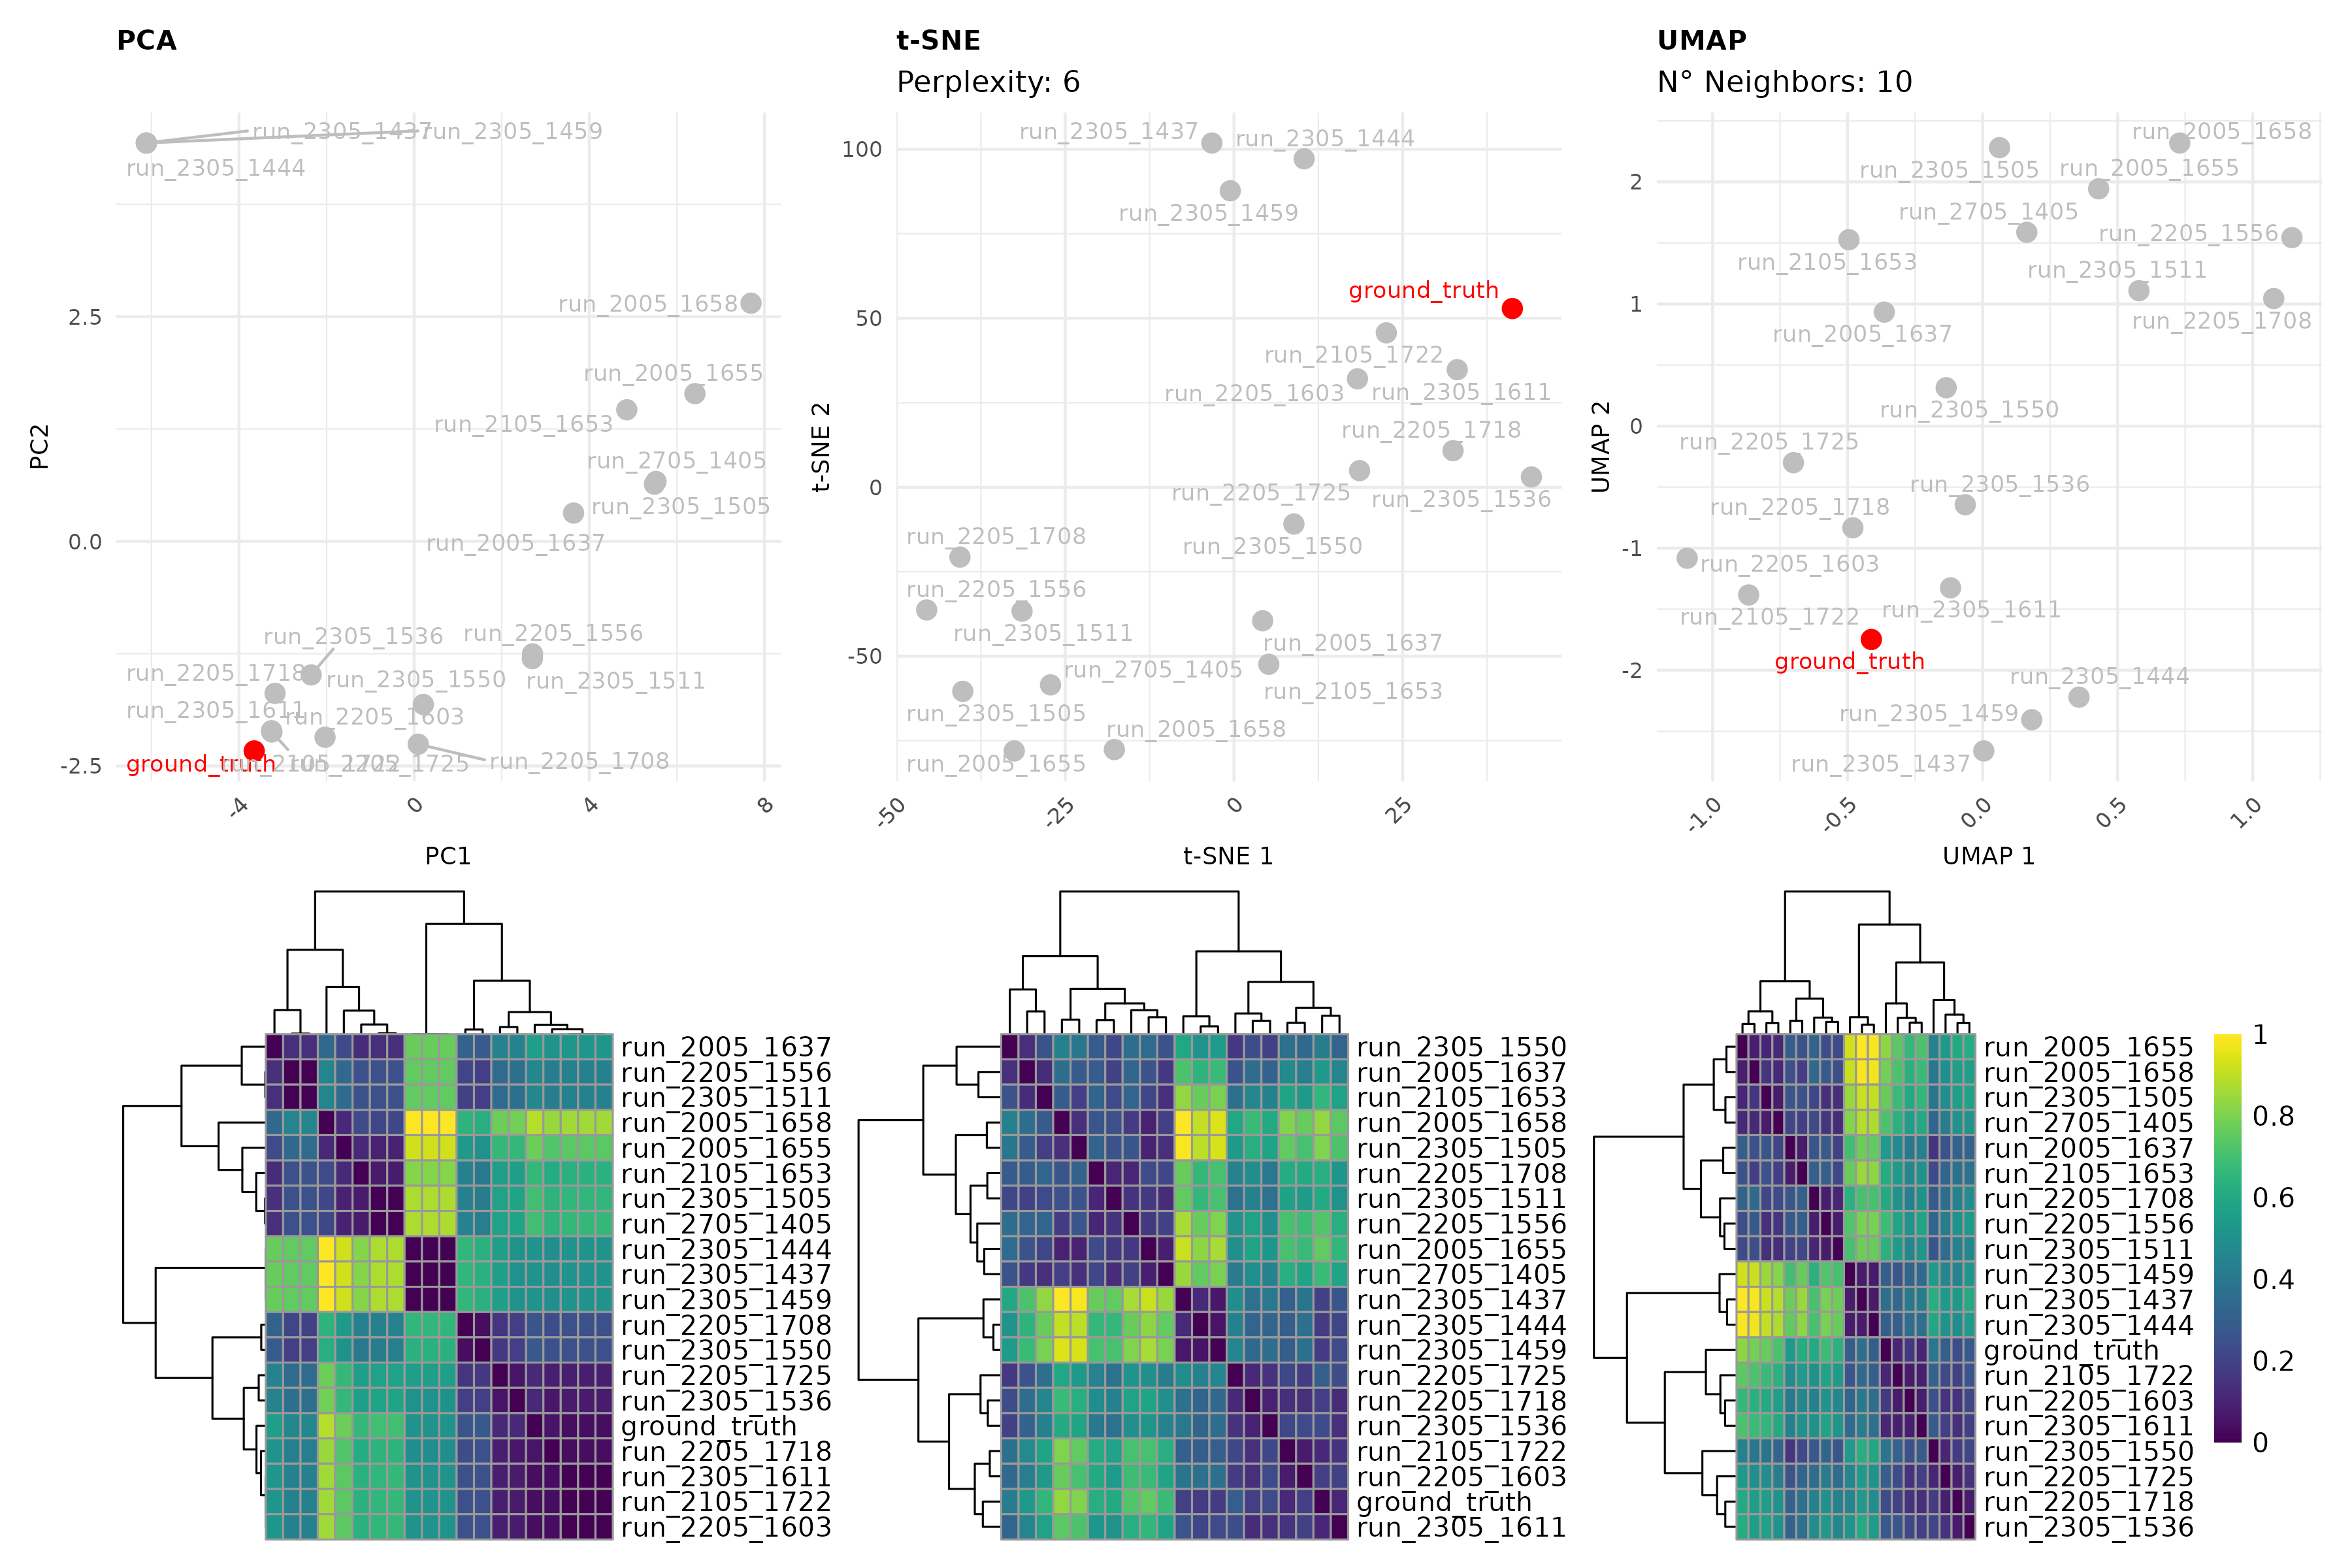 PCA
run_2305_1437
run_2305_1459
run_2305_1444
run_2005_1658
2.5
run_2005_1655
run_2105_1653
PC2
run_2705_1405
run_2305_1505
0.0
run_2005_1637
run_2305_1536
run_2205_1556
run_2205_1718
run_2305_1550
run_2305_1511
run_2305_1611
run_2205_1603
-2.5
ground_truth
run_2105_1722
run_2205_1725
run_2205_1708
-4
0
4
8
PC1
t-SNE
Perplexity: 6
run_2305_1437
run_2305_1444
100
run_2305_1459
ground_truth
50
run_2105_1722
run_2205_1603
run_2305_1611
t-SNE 2
run_2205_1718
0
run_2205_1725
run_2305_1536
run_2205_1708
run_2305_1550
run_2205_1556
run_2305_1511
run_2005_1637
-50
run_2705_1405
run_2105_1653
run_2305_1505
run_2005_1658
run_2005_1655
-50
-25
0
25
t-SNE 1
UMAP
N° Neighbors: 10
run_2005_1658
run_2305_1505
run_2005_1655
2
run_2705_1405
run_2205_1556
run_2105_1653
run_2305_1511
1
run_2205_1708
run_2005_1637
UMAP 2
run_2305_1550
0
run_2205_1725
run_2305_1536
run_2205_1718
-1
run_2205_1603
run_2105_1722
run_2305_1611
ground_truth
-2
run_2305_1444
run_2305_1459
run_2305_1437
-1.0
-0.5
0.0
0.5
1.0
UMAP 1
run_2005_1637
run_2205_1556
run_2305_1511
run_2005_1658
run_2005_1655
run_2105_1653
run_2305_1505
run_2705_1405
run_2305_1444
run_2305_1437
run_2305_1459
run_2205_1708
run_2305_1550
run_2205_1725
run_2305_1536
ground_truth
run_2205_1718
run_2305_1611
run_2105_1722
run_2205_1603
run_2305_1550
run_2005_1637
run_2105_1653
run_2005_1658
run_2305_1505
run_2205_1708
run_2305_1511
run_2205_1556
run_2005_1655
run_2705_1405
run_2305_1437
run_2305_1444
run_2305_1459
run_2205_1725
run_2205_1718
run_2305_1536
run_2105_1722
run_2205_1603
ground_truth
run_2305_1611
run_2005_1655
run_2005_1658
run_2305_1505
run_2705_1405
run_2005_1637
run_2105_1653
run_2205_1708
run_2205_1556
run_2305_1511
run_2305_1459
run_2305_1437
run_2305_1444
ground_truth
run_2105_1722
run_2205_1603
run_2305_1611
run_2305_1550
run_2205_1725
run_2205_1718
run_2305_1536
1
0.8
0.6
0.4
0.2
0